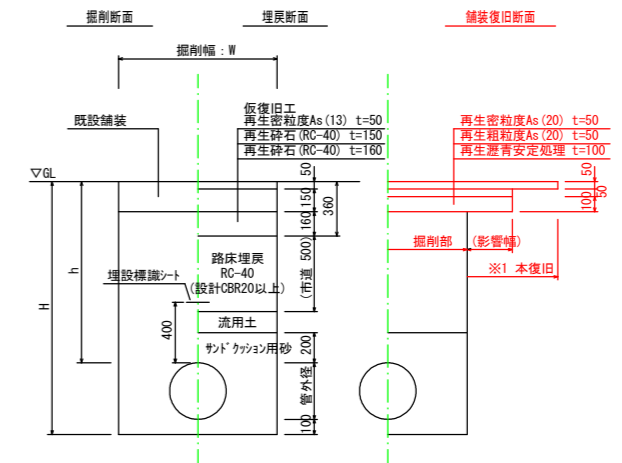 掘削断面
埋戻断面
舗装復旧断面
掘削幅：W
仮復旧工
再生密粒度As(13) t=50
再生砕石(RC-40) t=150
再生砕石(RC-40) t=160
既設舗装
再生密粒度As(20) t=50
再生粗粒度As(20) t=50
再生瀝青安定処理 t=100
▽GL
50
150
160
360
50
50
100
掘削部
(影響幅)
※1 本復旧
路床埋戻
RC-40
(設計CBR20以上)
(市道 500)
埋設標識ｼｰﾄ
h
H
400
流用土
ｻﾝﾄﾞｸｯｼｮﾝ用砂
200
管外径
100